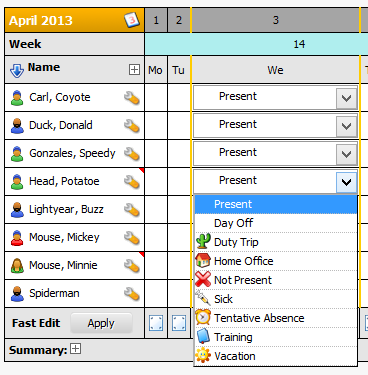 April 2013 3 1 2 3
Week 14
Name Mo Tu We
Carl, Coyote Present
Duck, Donald Present
Gonzales, Speedy Present
Head, Potatoe Present
Present
Lightyear, Buzz Day Off
Mouse, Mickey Duty Trip
Home Office
Mouse, Minnie Not Present
Spiderman Sick
Tentative Absence
Fast Edit Apply Training
Summary: Vacation